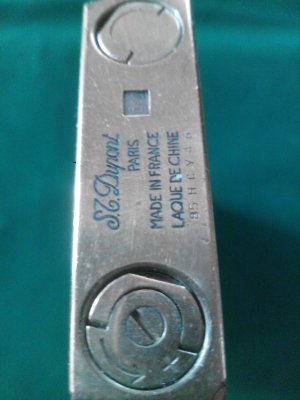 S.T. Dupont
PARIS
MADE IN FRANCE
LAQUE DE CHINE